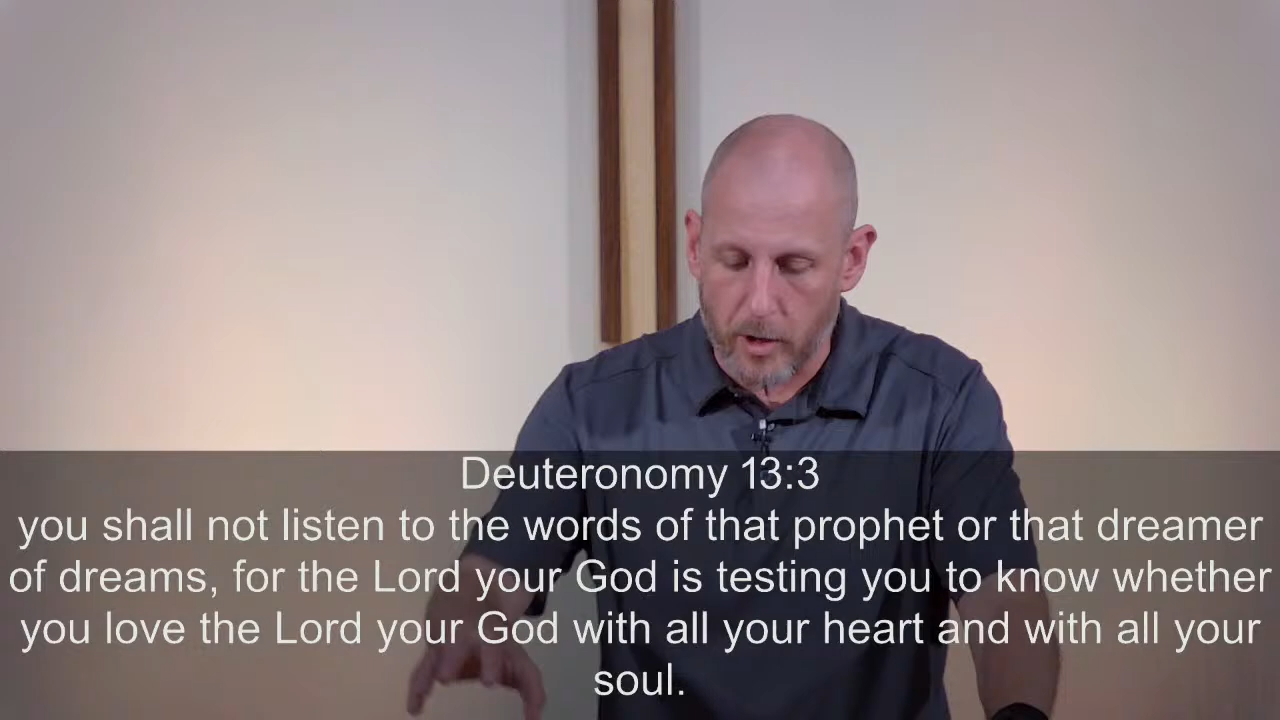 Deuteronomy 13:3
you shall not listen to the words of that prophet or that dreamer
of dreams, for the Lord your God is testing you to know whether
you love the Lord your God with all your heart and with all your
soul.